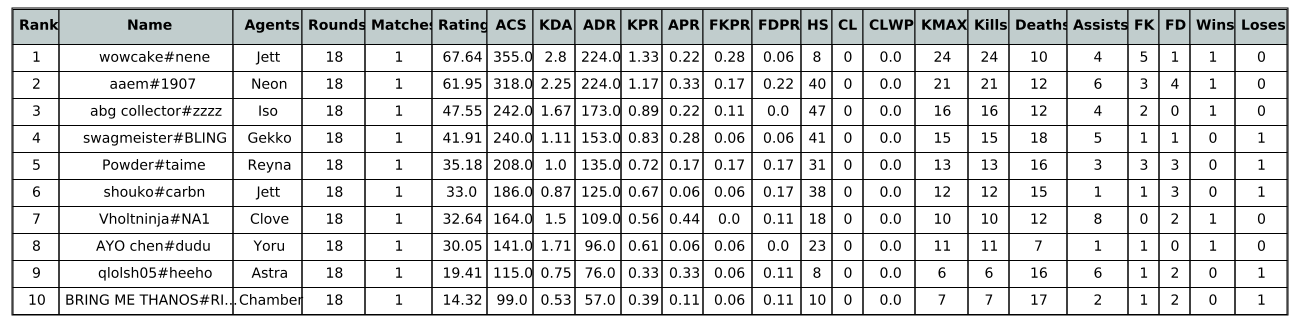 Rank Name Agents Rounds Matches Rating ACS KDA ADR KPR APR FKPR FDPR HS CL CLWP KMAX Kills Deaths Assists FK FD Wins Loses
1 wowcake#nene Jett 18 1 67.64 355.0 2.8 224.0 1.33 0.22 0.28 0.06 8 0 0.0 24 24 10 4 5 1 1 0
2 aaem#1907 Neon 18 1 61.95 318.0 2.25 224.0 1.17 0.33 0.17 0.22 40 0 0.0 21 21 12 6 3 4 1 0
3 abg collector#zzzz Iso 18 1 47.55 242.0 1.67 173.0 0.89 0.22 0.11 0.0 47 0 0.0 16 16 12 4 2 0 1 0
4 swagmeister#BLING Gekko 18 1 41.91 240.0 1.11 153.0 0.83 0.28 0.06 0.06 41 0 0.0 15 15 18 5 1 1 0 1
5 Powder#taime Reyna 18 1 35.18 208.0 1.0 135.0 0.72 0.17 0.17 0.17 31 0 0.0 13 13 16 3 3 3 0 1
6 shouko#carbn Jett 18 1 33.0 186.0 0.87 125.0 0.67 0.06 0.06 0.17 38 0 0.0 12 12 15 1 1 3 0 1
7 Vholtninja#NA1 Clove 18 1 32.64 164.0 1.5 109.0 0.56 0.44 0.0 0.11 18 0 0.0 10 10 12 8 0 2 1 0
8 AYO chen#dudu Yoru 18 1 30.05 141.0 1.71 96.0 0.61 0.06 0.06 0.0 23 0 0.0 11 11 7 1 1 0 1 0
9 qlolsh05#heeho Astra 18 1 19.41 115.0 0.75 76.0 0.33 0.33 0.06 0.11 8 0 0.0 6 6 16 6 1 2 0 1
10 BRING ME THANOS#RI... Chamber 18 1 14.32 99.0 0.53 57.0 0.39 0.11 0.06 0.11 10 0 0.0 7 7 17 2 1 2 0 1